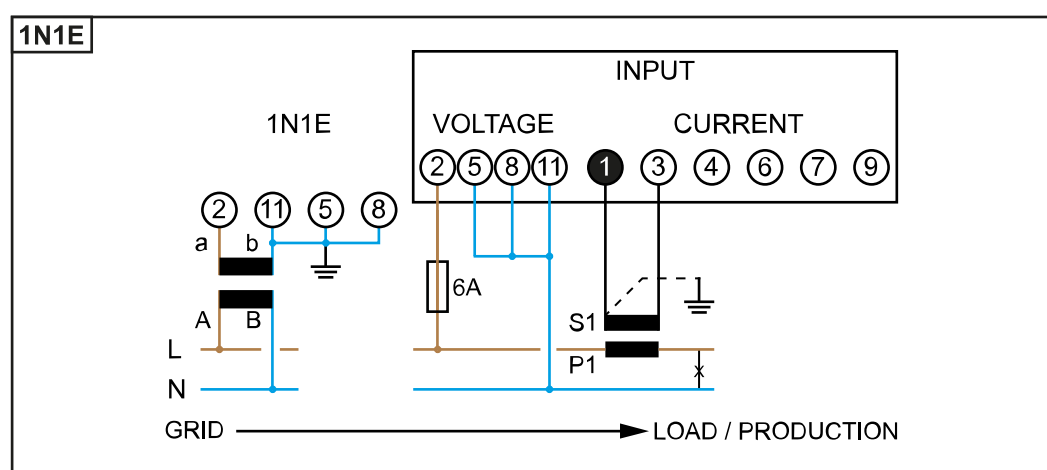 1N1E
INPUT
1N1E
VOLTAGE CURRENT
2 5 8 11 1 3 4 6 7 9
2 11 5 8
a b
6A
A B
S1
L
P1
N
x
GRID LOAD / PRODUCTION